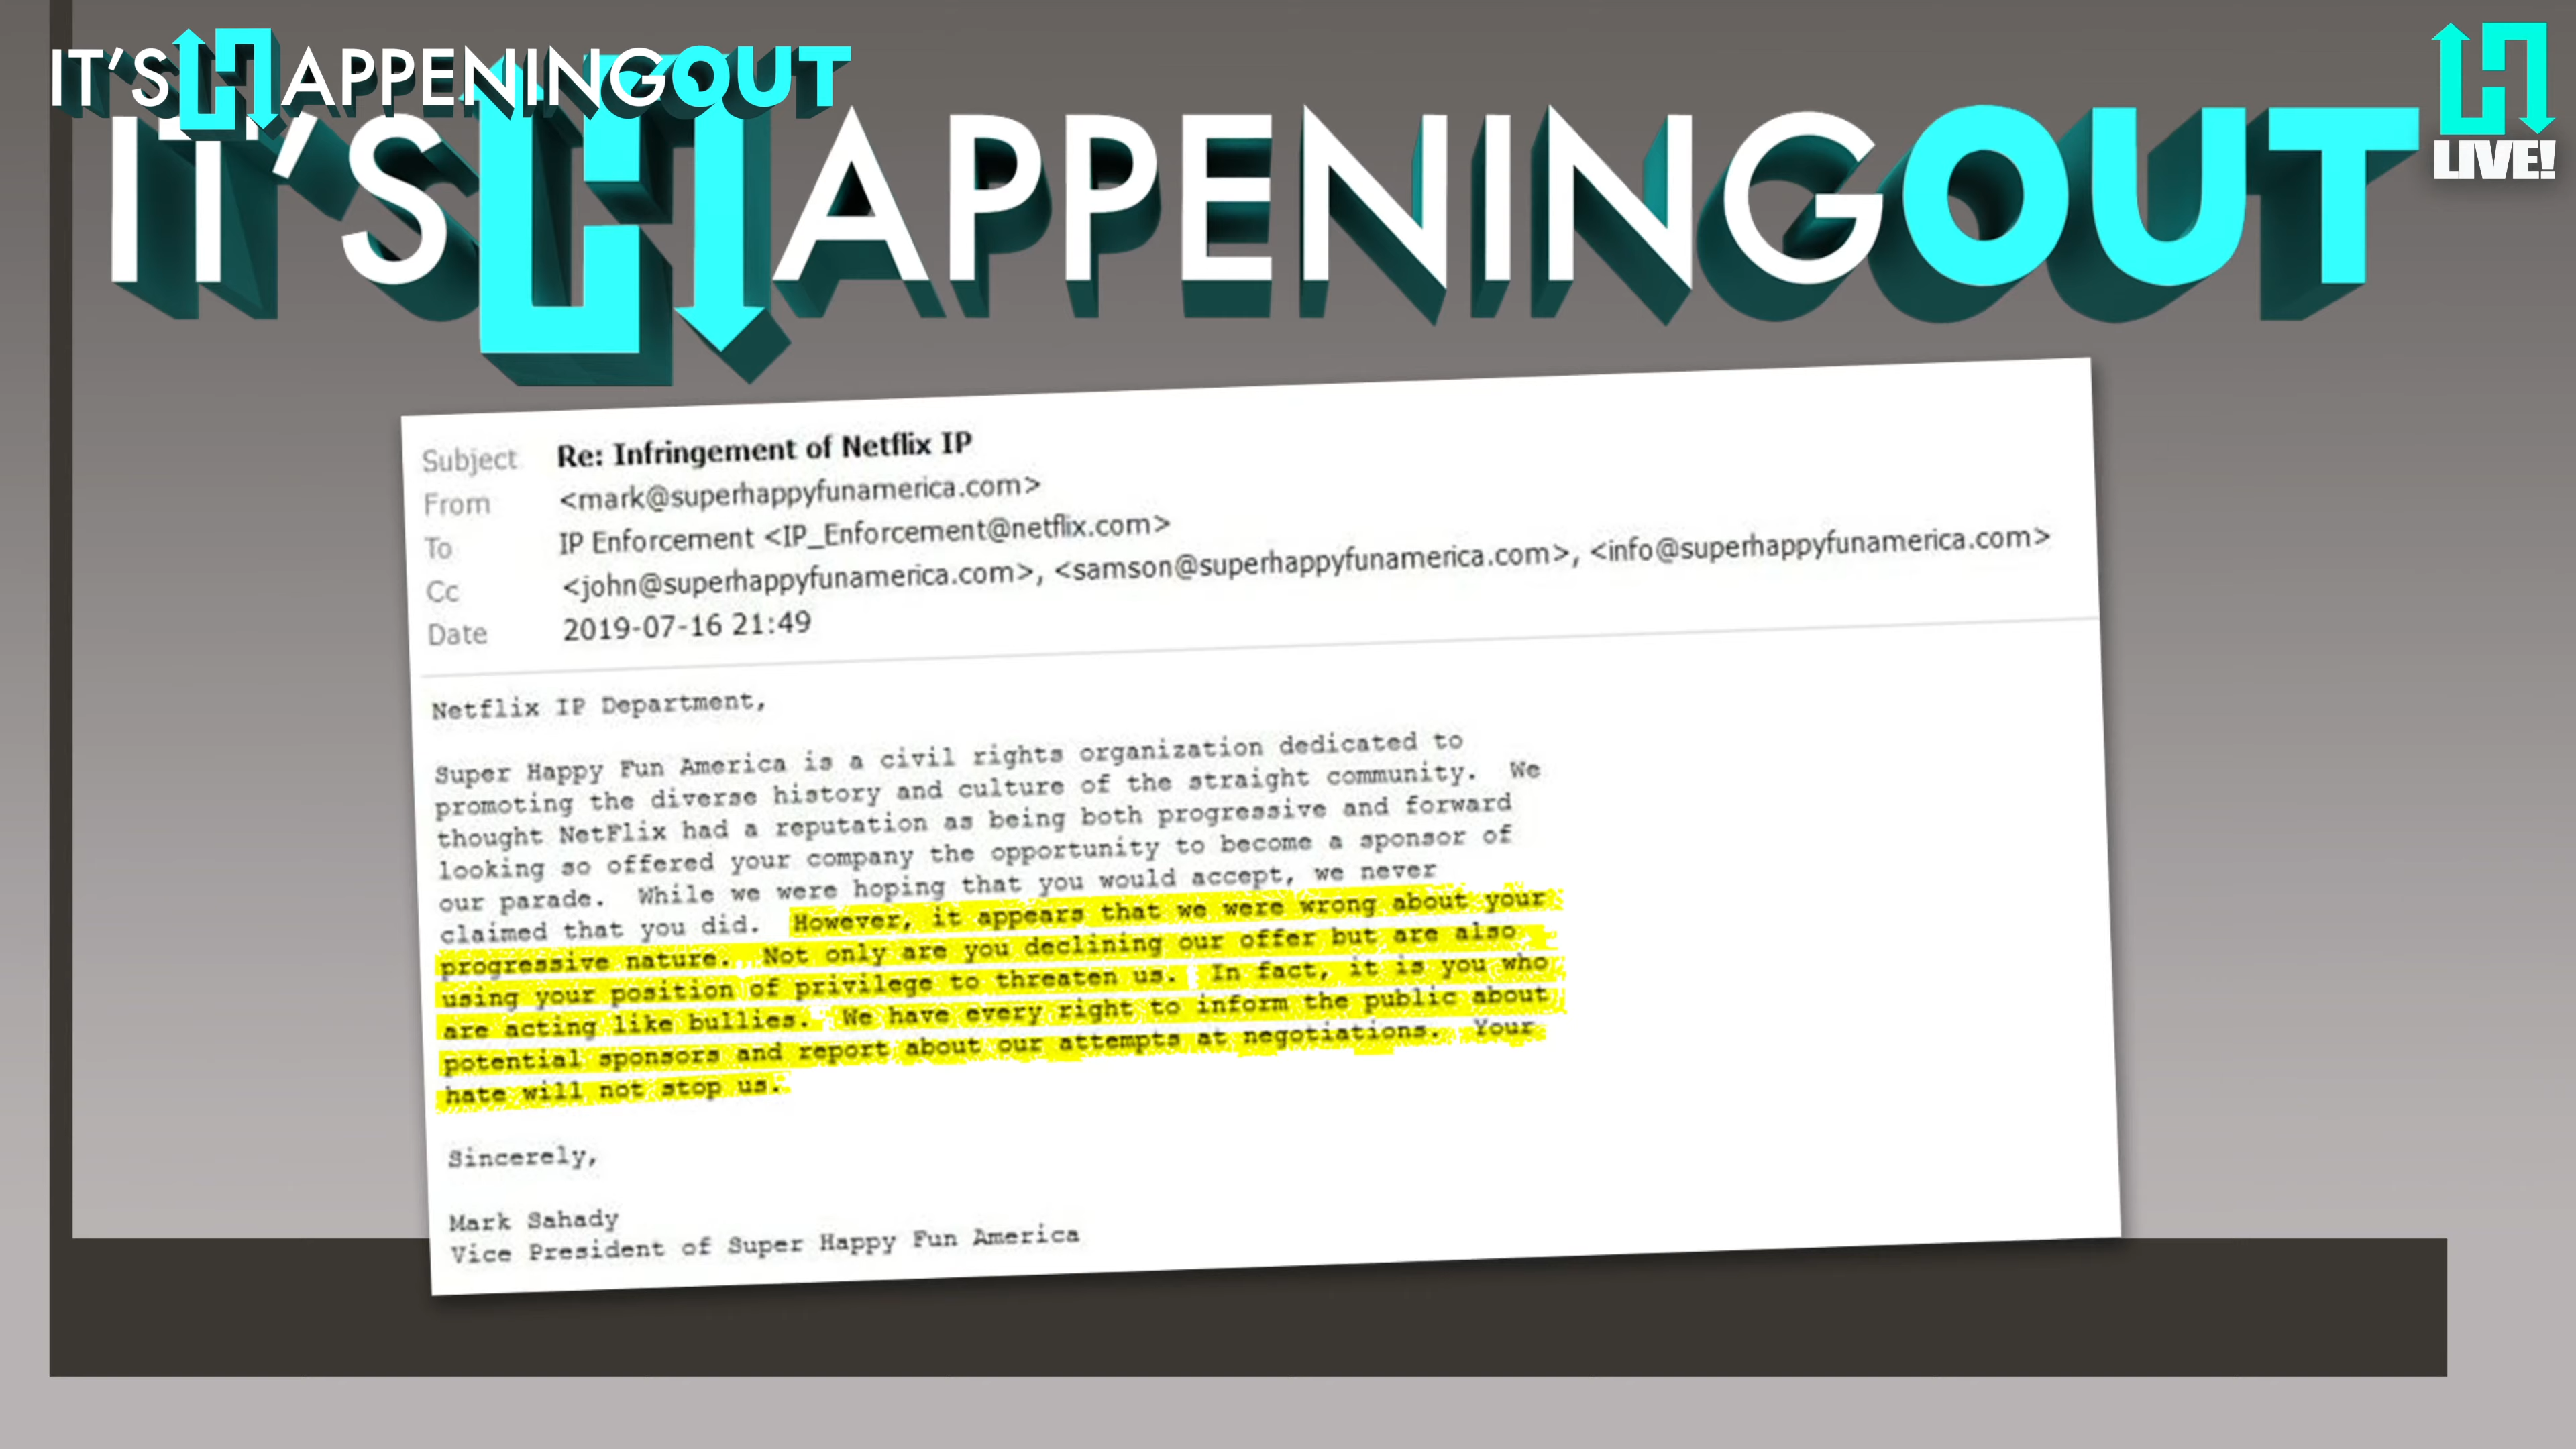 IT'S HAPPENINGOUT
LIVE!
IT'S HAPPENINGOUT
Subject Re: Infringement of Netflix IP
From <mark@superhappyfunamerica.com>
To IP Enforcement <IP_Enforcement@netflix.com>
Cc <john@superhappyfunamerica.com>, <samson@superhappyfunamerica.com>, <info@superhappyfunamerica.com>
Date 2019-07-16 21:49
Netflix IP Department,
Super Happy Fun America is a civil rights organization dedicated to
promoting the diverse history and culture of the straight community. We
thought NetFlix had a reputation as being both progressive and forward
looking so offered your company the opportunity to become a sponsor of
our parade. While we were hoping that you would accept, we never
claimed that you did. However, it appears that we were wrong about your
progressive nature. Not only are you declining our offer but are also
using your position of privilege to threaten us. In fact, it is you who
are acting like bullies. We have every right to inform the public about
potential sponsors and report about our attempts at negotiations. Your
hate will not stop us.
Sincerely,
Mark Sahady
Vice President of Super Happy Fun America